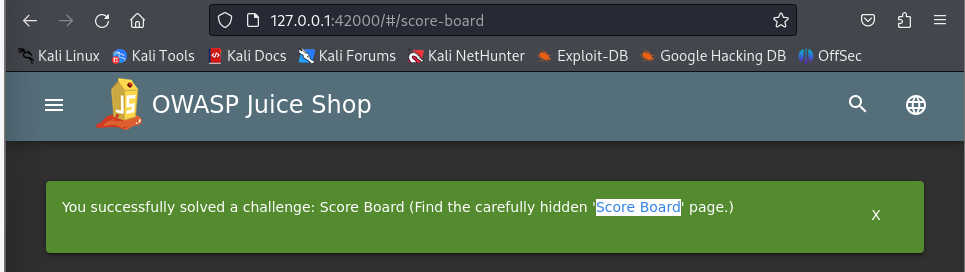 127.0.0.1:42000/#/score-board
Kali Linux Kali Tools Kali Docs Kali Forums Kali NetHunter Exploit-DB Google Hacking DB OffSec
JS OWASP Juice Shop
You successfully solved a challenge: Score Board (Find the carefully hidden 'Score Board' page.)
X